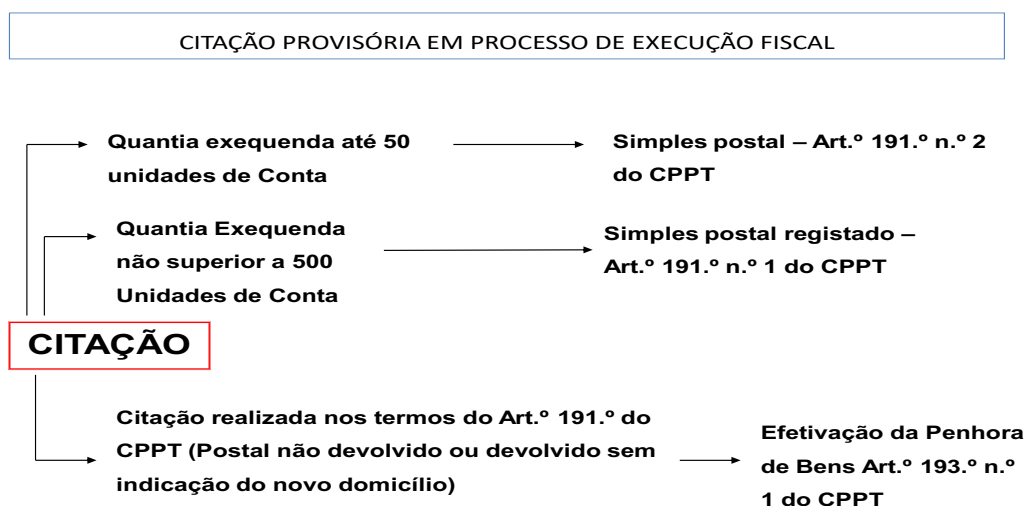 CITAÇÃO PROVISÓRIA EM PROCESSO DE EXECUÇÃO FISCAL
Quantia exequenda até 50
unidades de Conta
Simples postal – Art.º 191.º n.º 2
do CPPT
Quantia Exequenda
não superior a 500
Unidades de Conta
Simples postal registado –
Art.º 191.º n.º 1 do CPPT
CITAÇÃO
Citação realizada nos termos do Art.º 191.º do
CPPT (Postal não devolvido ou devolvido sem
indicação do novo domicílio)
Efetivação da Penhora
de Bens Art.º 193.º n.º
1 do CPPT